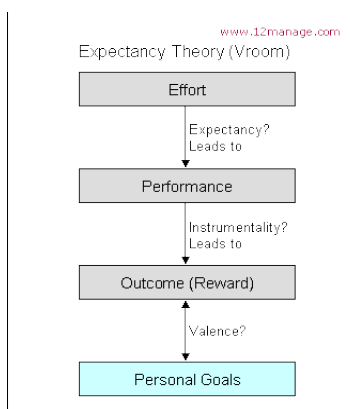 www.12manage.com
Expectancy Theory (Vroom)
Effort
Expectancy?
Leads to
Performance
Instrumentality?
Leads to
Outcome (Reward)
Valence?
Personal Goals